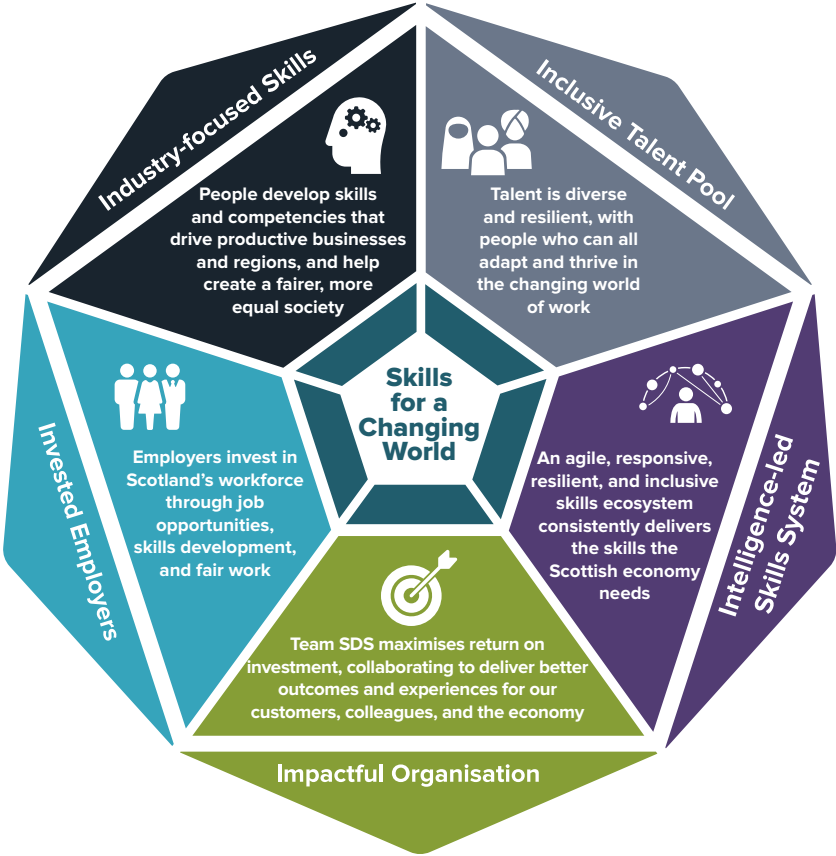 Industry-focused Skills
People develop skills
and competencies that
drive productive businesses
and regions, and help
create a fairer, more
equal society
Inclusive Talent Pool
Talent is diverse
and resilient, with
people who can all
adapt and thrive in
the changing world
of work
Skills
for a
Changing
World
Invested Employers
Employers invest in
Scotland’s workforce
through job
opportunities,
skills development,
and fair work
Intelligence-led
Skills System
An agile, responsive,
resilient, and inclusive
skills ecosystem
consistently delivers
the skills the
Scottish economy
needs
Team SDS maximises return on
investment, collaborating to deliver better
outcomes and experiences for our
customers, colleagues, and the economy
Impactful Organisation